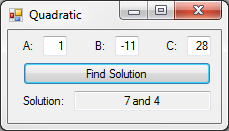 Quadratic
A: 1 B: -11 C: 28
Find Solution
Solution: 7 and 4